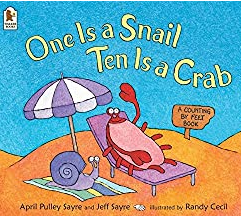 One Is a Snail
Ten Is a Crab
A COUNTING
BY FEET
BOOK
April Pulley Sayre and Jeff Sayre illustrated by Randy Cecil